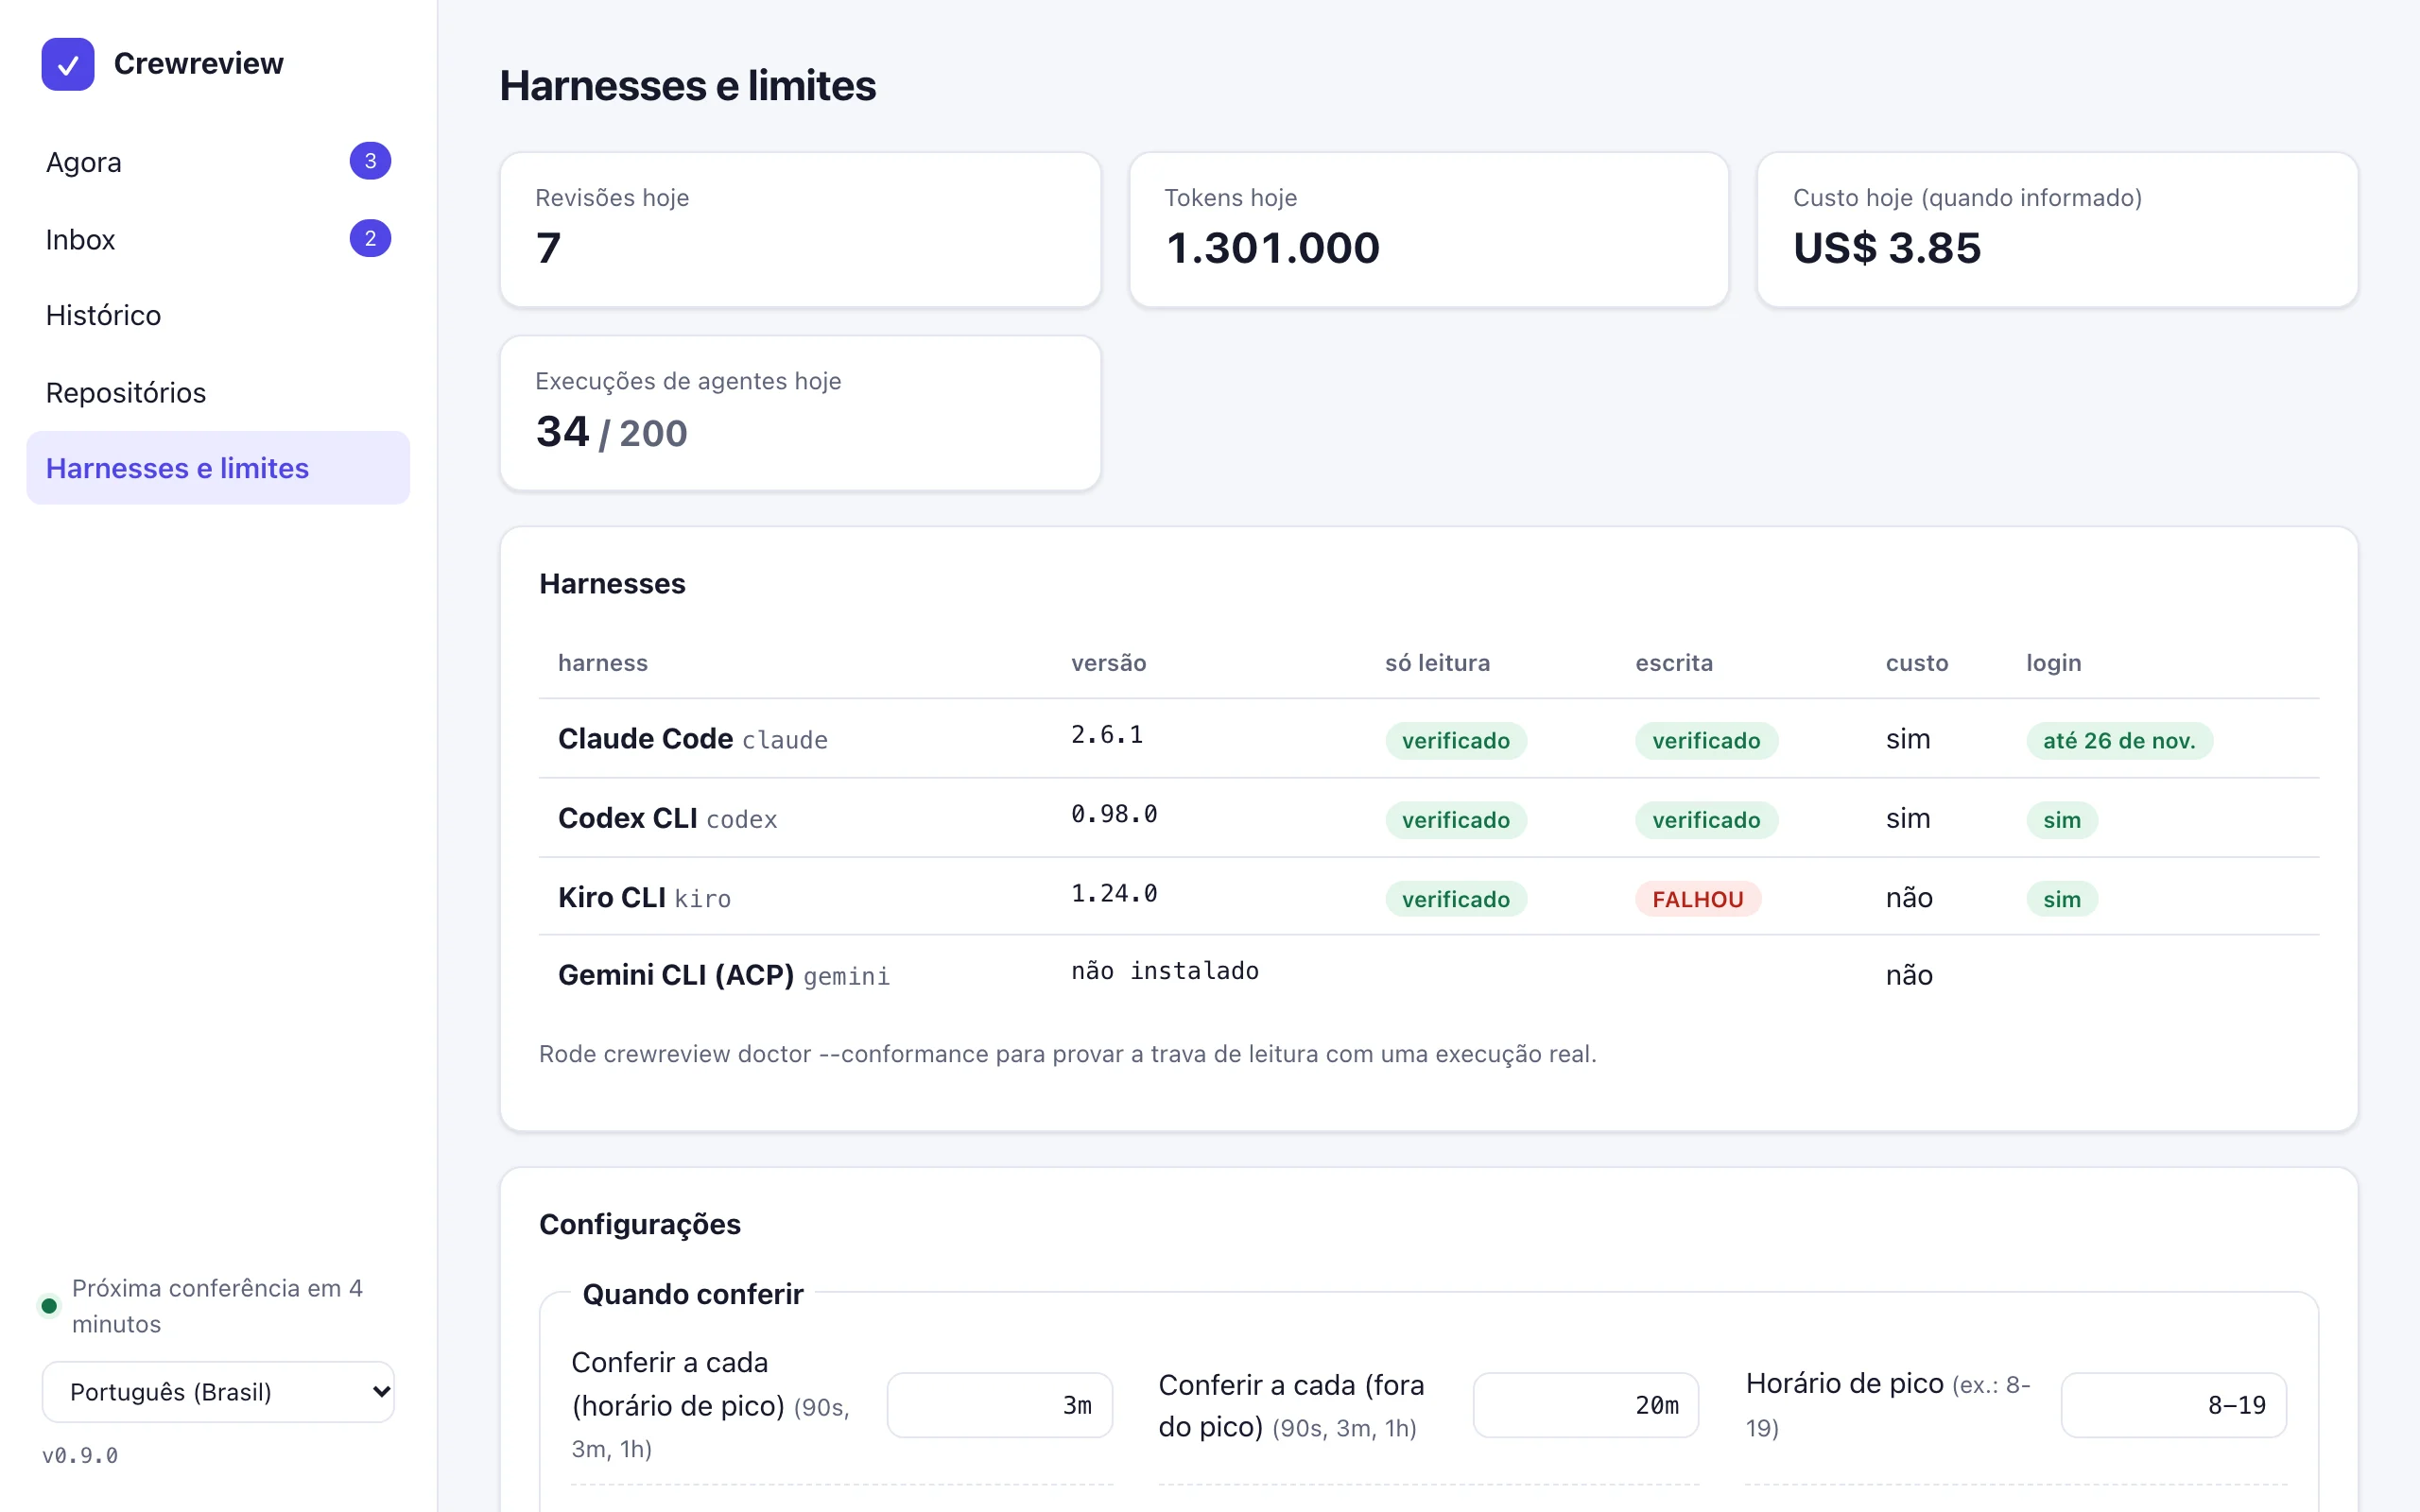 Crewreview
Agora 3
Inbox 2
Histórico
Repositórios
Harnesses e limites
Próxima conferência em 4
minutos
Português (Brasil)
v0.9.0
Harnesses e limites
Revisões hoje
7
Tokens hoje
1.301.000
Custo hoje (quando informado)
US$ 3.85
Execuções de agentes hoje
34 / 200
Harnesses
harness versão só leitura escrita custo login
Claude Code claude 2.6.1 verificado verificado sim até 26 de nov.
Codex CLI codex 0.98.0 verificado verificado sim sim
Kiro CLI kiro 1.24.0 verificado FALHOU não sim
Gemini CLI (ACP) gemini não instalado não
Rode crewreview doctor --conformance para provar a trava de leitura com uma execução real.
Configurações
Quando conferir
Conferir a cada
(horário de pico) (90s,
3m, 1h)
3m
Conferir a cada (fora
do pico) (90s, 3m, 1h)
20m
Horário de pico (ex.: 8-
19)
8–19